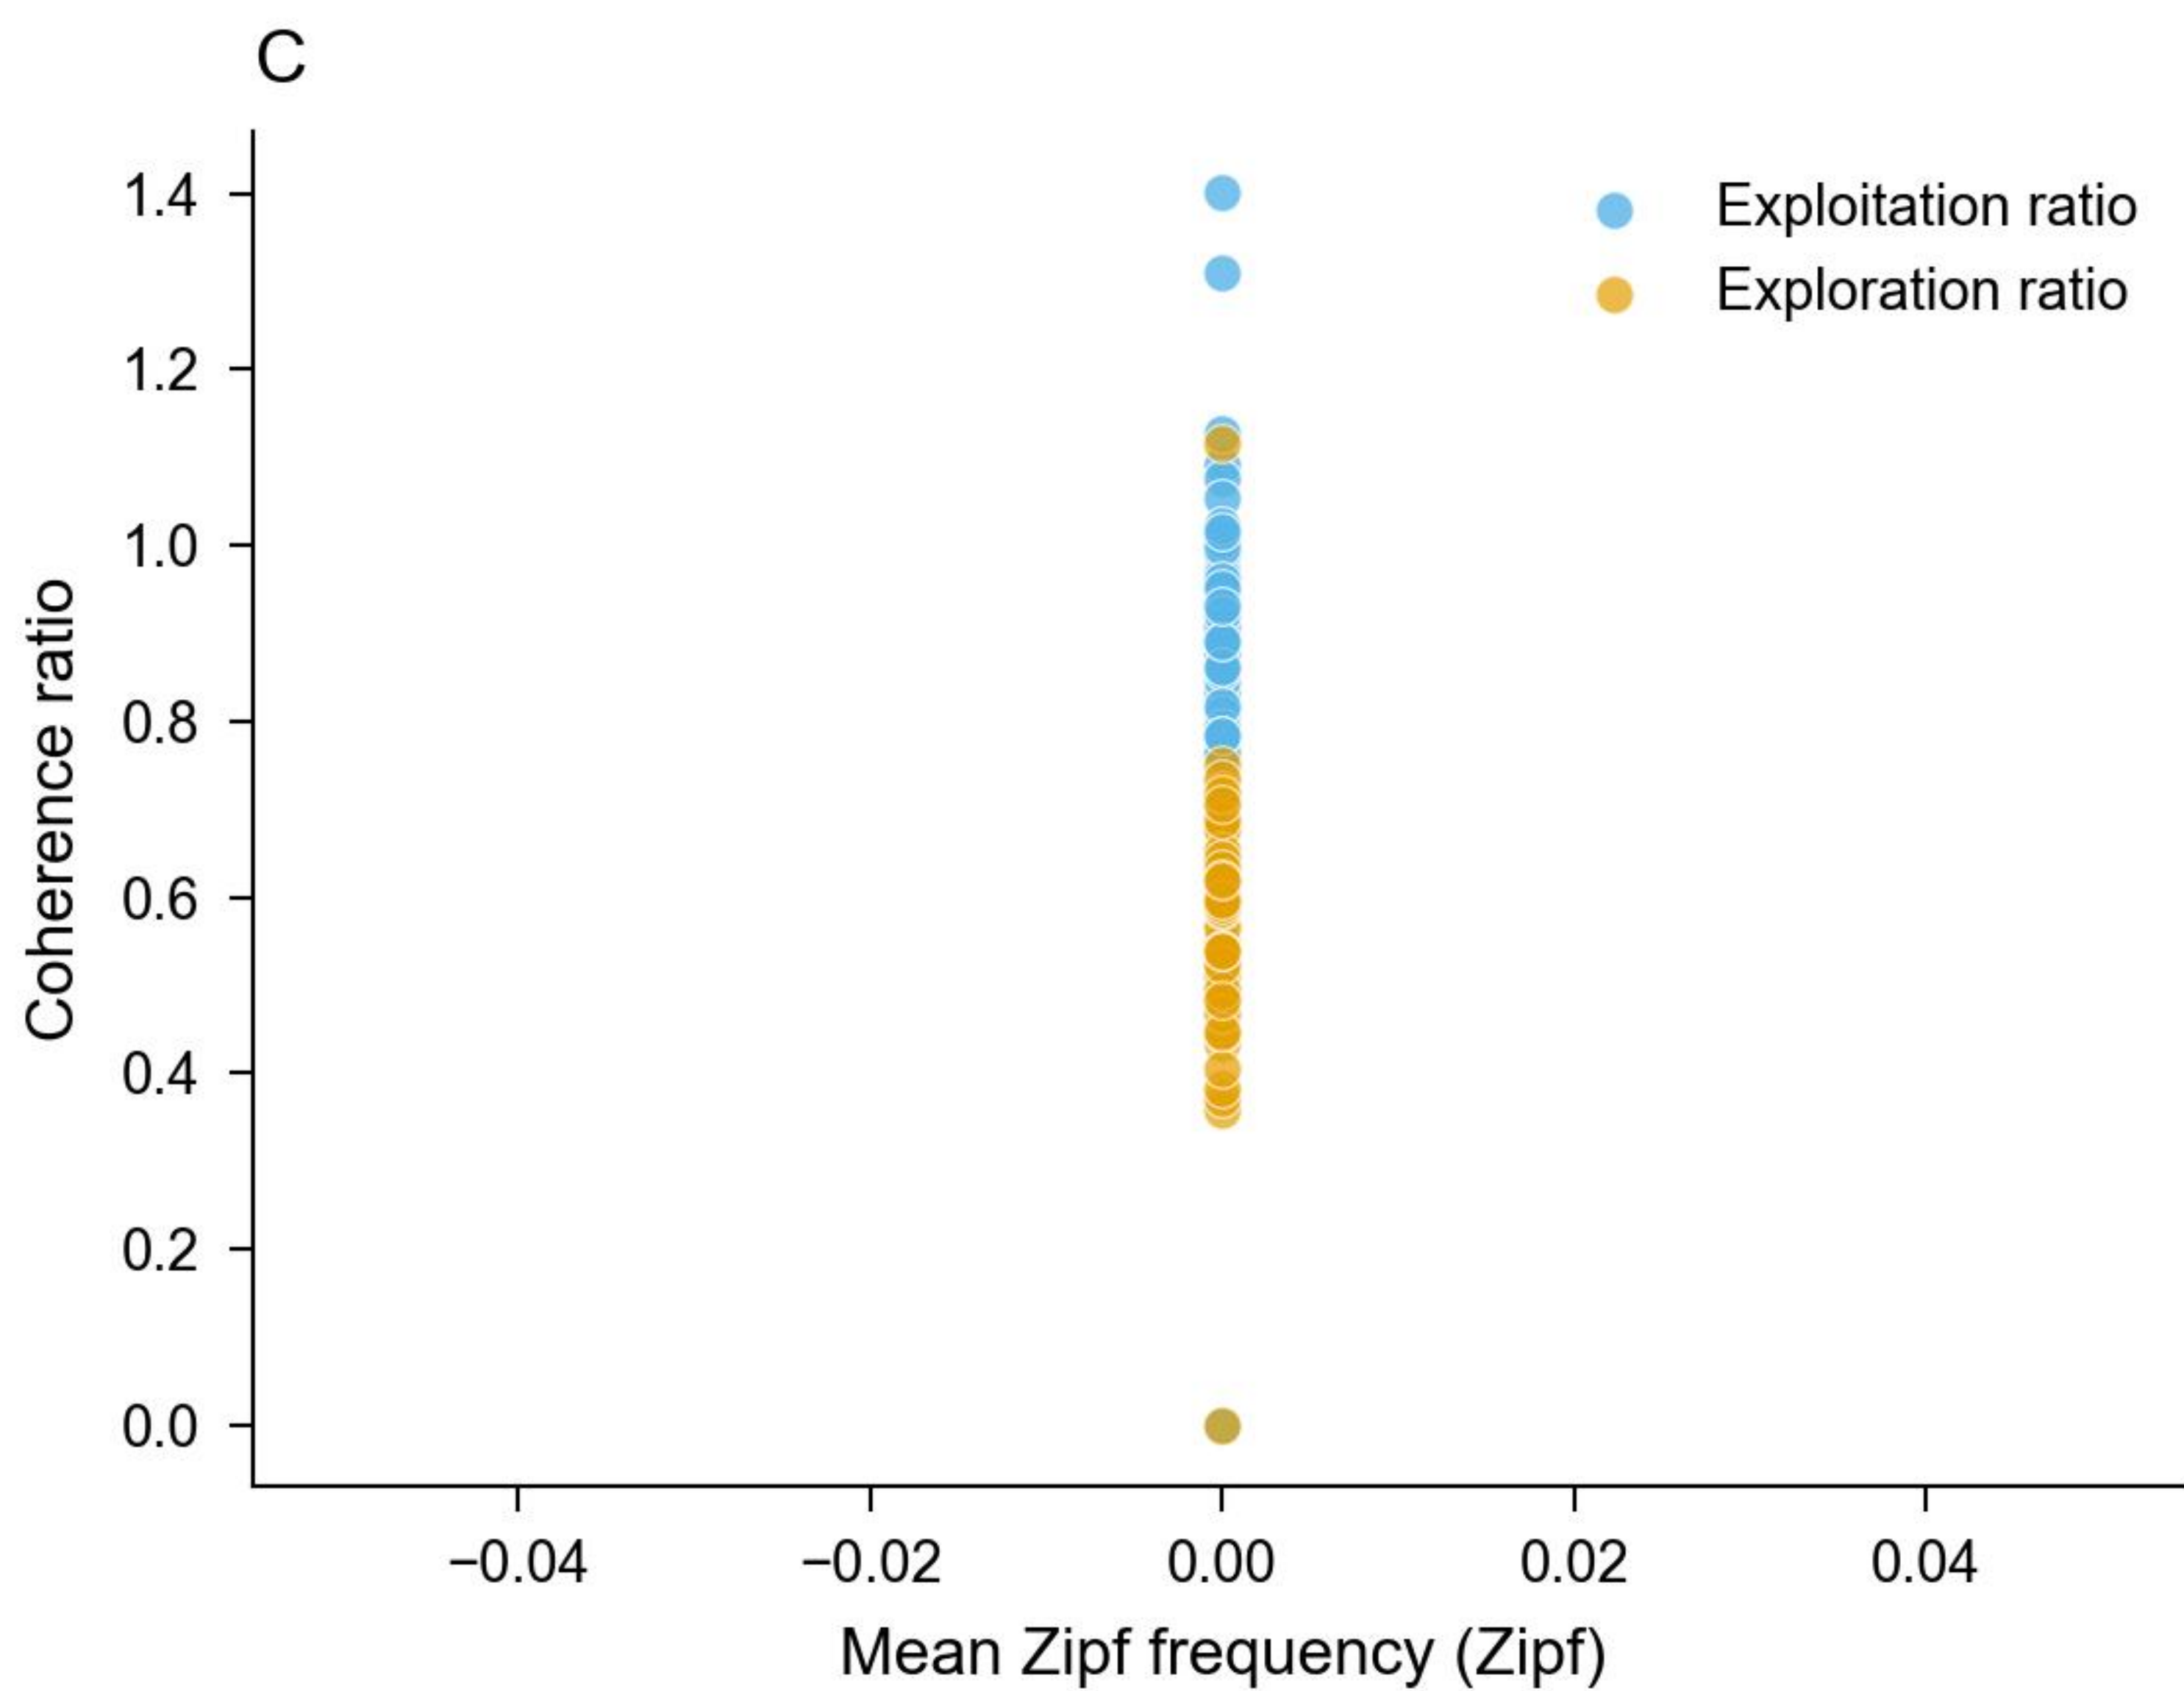 C
1.4
1.2
1.0
0.8
0.6
0.4
0.2
0.0
Coherence ratio
Exploitation ratio
Exploration ratio
−0.04
−0.02
0.00
0.02
0.04
Mean Zipf frequency (Zipf)